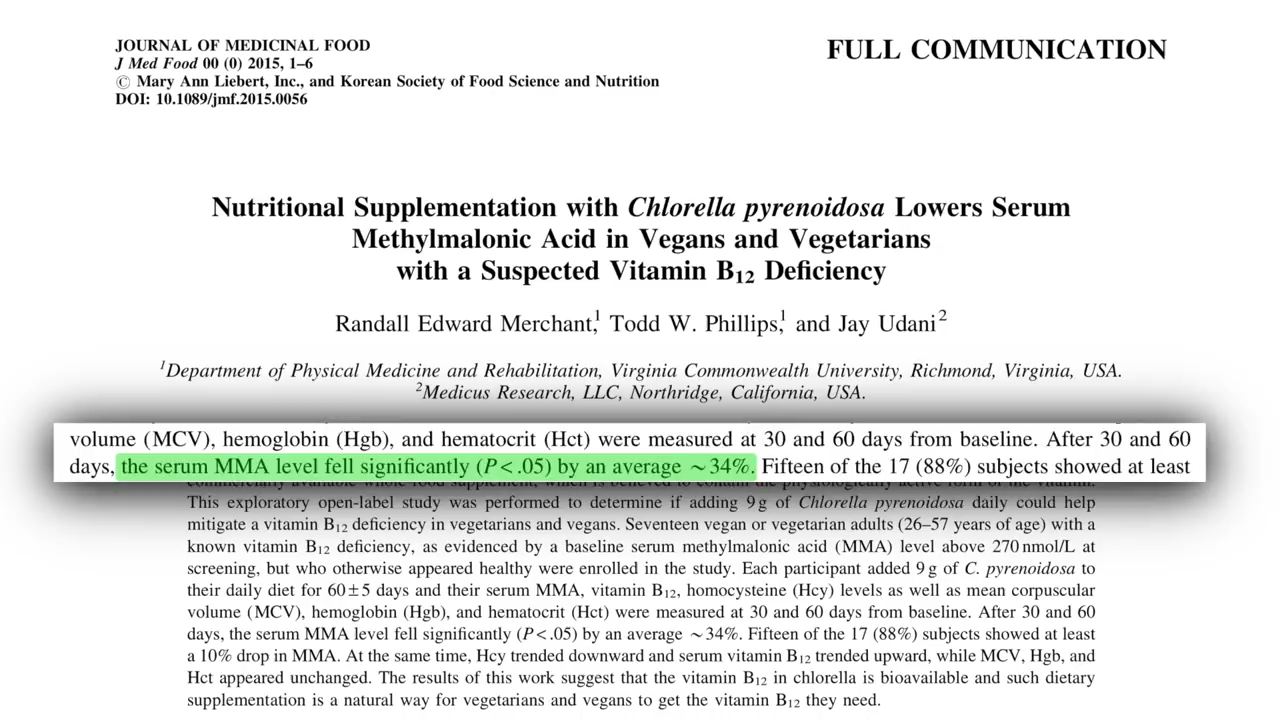 JOURNAL OF MEDICINAL FOOD
J Med Food 00 (0) 2015, 1–6
© Mary Ann Liebert, Inc., and Korean Society of Food Science and Nutrition
DOI: 10.1089/jmf.2015.0056
FULL COMMUNICATION
Nutritional Supplementation with Chlorella pyrenoidosa Lowers Serum
Methylmalonic Acid in Vegans and Vegetarians
with a Suspected Vitamin B12 Deficiency
Randall Edward Merchant,1 Todd W. Phillips,1 and Jay Udani2
1Department of Physical Medicine and Rehabilitation, Virginia Commonwealth University, Richmond, Virginia, USA.
2Medicus Research, LLC, Northridge, California, USA.
volume (MCV), hemoglobin (Hgb), and hematocrit (Hct) were measured at 30 and 60 days from baseline. After 30 and 60
days, the serum MMA level fell significantly (P < .05) by an average ~34%. Fifteen of the 17 (88%) subjects showed at least
commercially available whole food supplement, which is believed to contain the physiologically active form of the vitamin.
This exploratory open-label study was performed to determine if adding 9 g of Chlorella pyrenoidosa daily could help
mitigate a vitamin B12 deficiency in vegetarians and vegans. Seventeen vegan or vegetarian adults (26–57 years of age) with a
known vitamin B12 deficiency, as evidenced by a baseline serum methylmalonic acid (MMA) level above 270 nmol/L at
screening, but who otherwise appeared healthy were enrolled in the study. Each participant added 9 g of C. pyrenoidosa to
their daily diet for 60 ± 5 days and their serum MMA, vitamin B12, homocysteine (Hcy) levels as well as mean corpuscular
volume (MCV), hemoglobin (Hgb), and hematocrit (Hct) were measured at 30 and 60 days from baseline. After 30 and 60
days, the serum MMA level fell significantly (P < .05) by an average ~34%. Fifteen of the 17 (88%) subjects showed at least
a 10% drop in MMA. At the same time, Hcy trended downward and serum vitamin B12 trended upward, while MCV, Hgb, and
Hct appeared unchanged. The results of this work suggest that the vitamin B12 in chlorella is bioavailable and such dietary
supplementation is a natural way for vegetarians and vegans to get the vitamin B12 they need.